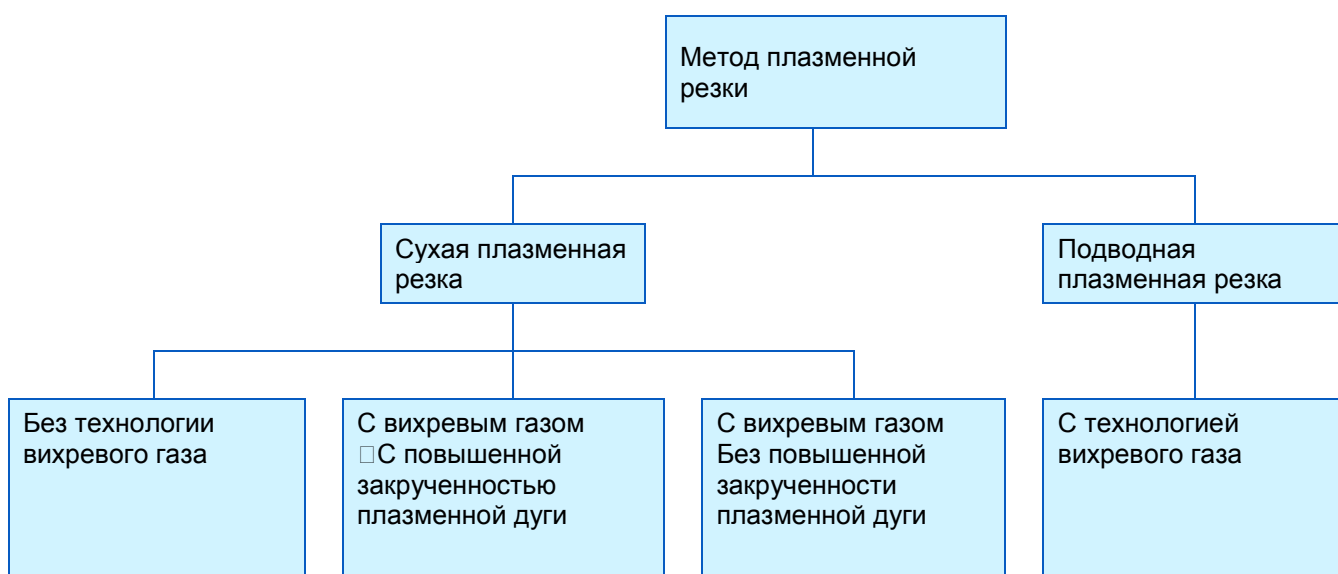 Метод плазменной
резки
Сухая плазменная
резка
Подводная
плазменная резка
Без технологии
вихревого газа
С вихревым газом
□С повышенной
закрученностью
плазменной дуги
С вихревым газом
Без повышенной
закрученности
плазменной дуги
С технологией
вихревого газа